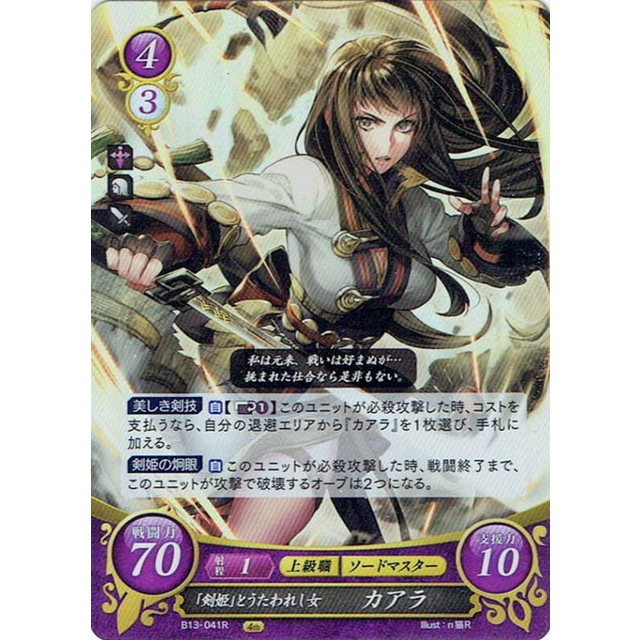 4
3
私は元来、戦いは好まぬが…
挑まれた仕合なら是非もない。
美しき剣技 自【1】このユニットが必殺攻撃した時、コストを
支払うなら、自分の退避エリアから『カアラ』を1枚選び、手札に
加える。
剣姫の炯眼 自 このユニットが必殺攻撃した時、戦闘終了まで、
このユニットが攻撃で破壊するオーブは2つになる。
戦闘力 70 射程 1 上級職 ソードマスター 支援力 10
「剣姫」とうたわれし女 カアラ
B13-041R 4th Illust:n猫R